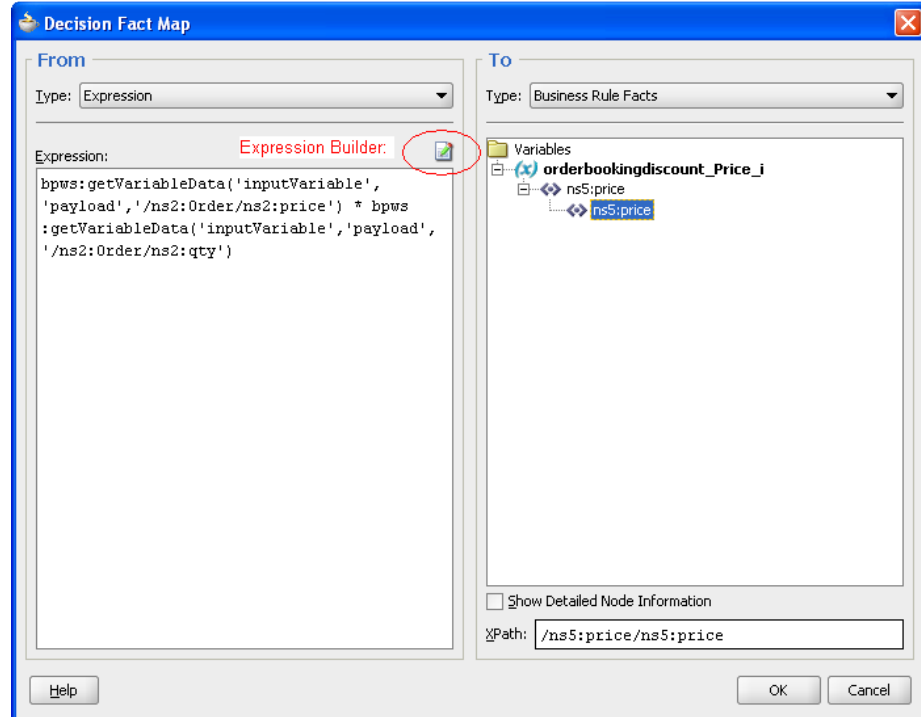 Decision Fact Map
From
Type: Expression
Expression Builder:
Expression:
bpws:getVariableData('inputVariable',
'payload','/ns2:Order/ns2:price') * bpws
:getVariableData('inputVariable','payload',
'/ns2:Order/ns2:qty')
To
Type: Business Rule Facts
Variables
(x) orderbookingdiscount_Price_i
ns5:price
ns5:price
Show Detailed Node Information
XPath: /ns5:price/ns5:price
Help
OK
Cancel